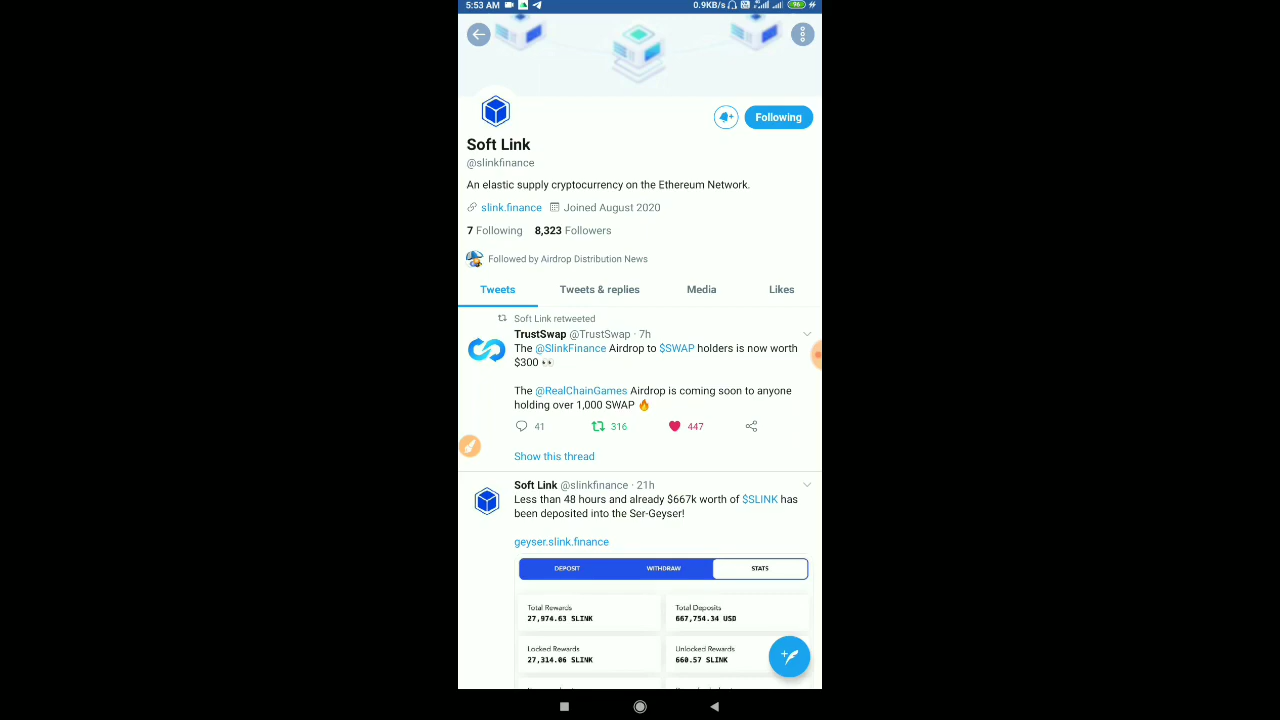 5:53 AM
0.9KB/s
96
Following
Soft Link
@slinkfinance
An elastic supply cryptocurrency on the Ethereum Network.
slink.finance Joined August 2020
7 Following 8,323 Followers
Followed by Airdrop Distribution News
Tweets Tweets & replies Media Likes
Soft Link retweeted
TrustSwap @TrustSwap · 7h
The @SlinkFinance Airdrop to $SWAP holders is now worth
$300 👀
The @RealChainGames Airdrop is coming soon to anyone
holding over 1,000 SWAP 🔥
41 316 447
Show this thread
Soft Link @slinkfinance · 21h
Less than 48 hours and already $667k worth of $SLINK has
been deposited into the Ser-Geyser!
geyser.slink.finance
DEPOSIT WITHDRAW STATS
Total Rewards Total Deposits
27,974.63 SLINK 667,754.34 USD
Locked Rewards Unlocked Rewards
27,314.06 SLINK 660.57 SLINK